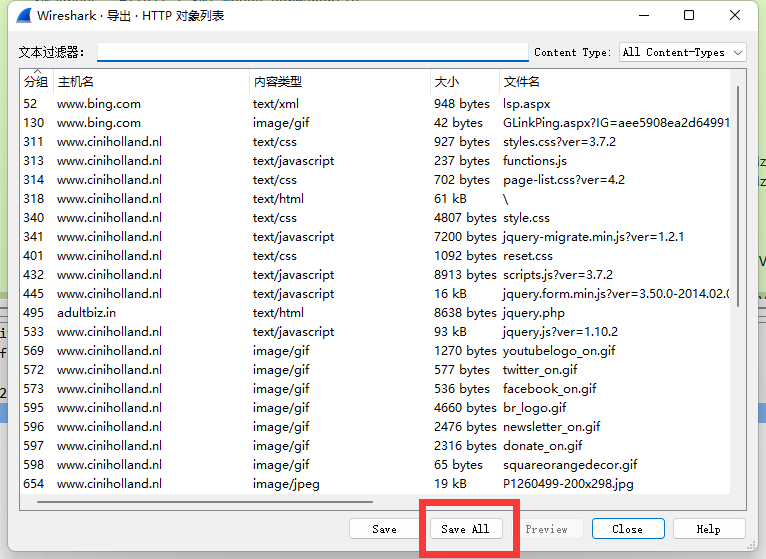 Wireshark · 导出 · HTTP 对象列表
文本过滤器: Content Type: All Content-Types
分组 主机名 内容类型 大小 文件名
52 www.bing.com text/xml 948 bytes lsp.aspx
130 www.bing.com image/gif 42 bytes GLinkPing.aspx?IG=aee5908ea2d64991
311 www.ciniholland.nl text/css 927 bytes styles.css?ver=3.7.2
313 www.ciniholland.nl text/javascript 237 bytes functions.js
314 www.ciniholland.nl text/css 702 bytes page-list.css?ver=4.2
318 www.ciniholland.nl text/html 61 kB \
340 www.ciniholland.nl text/css 4807 bytes style.css
341 www.ciniholland.nl text/javascript 7200 bytes jquery-migrate.min.js?ver=1.2.1
401 www.ciniholland.nl text/css 1092 bytes reset.css
432 www.ciniholland.nl text/javascript 8913 bytes scripts.js?ver=3.7.2
445 www.ciniholland.nl text/javascript 16 kB jquery.form.min.js?ver=3.50.0-2014.02.0
495 adultbiz.in text/html 8638 bytes jquery.php
533 www.ciniholland.nl text/javascript 93 kB jquery.js?ver=1.10.2
569 www.ciniholland.nl image/gif 1270 bytes youtubelogo_on.gif
572 www.ciniholland.nl image/gif 577 bytes twitter_on.gif
573 www.ciniholland.nl image/gif 536 bytes facebook_on.gif
595 www.ciniholland.nl image/gif 4660 bytes br_logo.gif
596 www.ciniholland.nl image/gif 2476 bytes newsletter_on.gif
597 www.ciniholland.nl image/gif 2316 bytes donate_on.gif
598 www.ciniholland.nl image/gif 65 bytes squareorangedecor.gif
654 www.ciniholland.nl image/jpeg 19 kB P1260499-200x298.jpg
Save Save All Preview Close Help